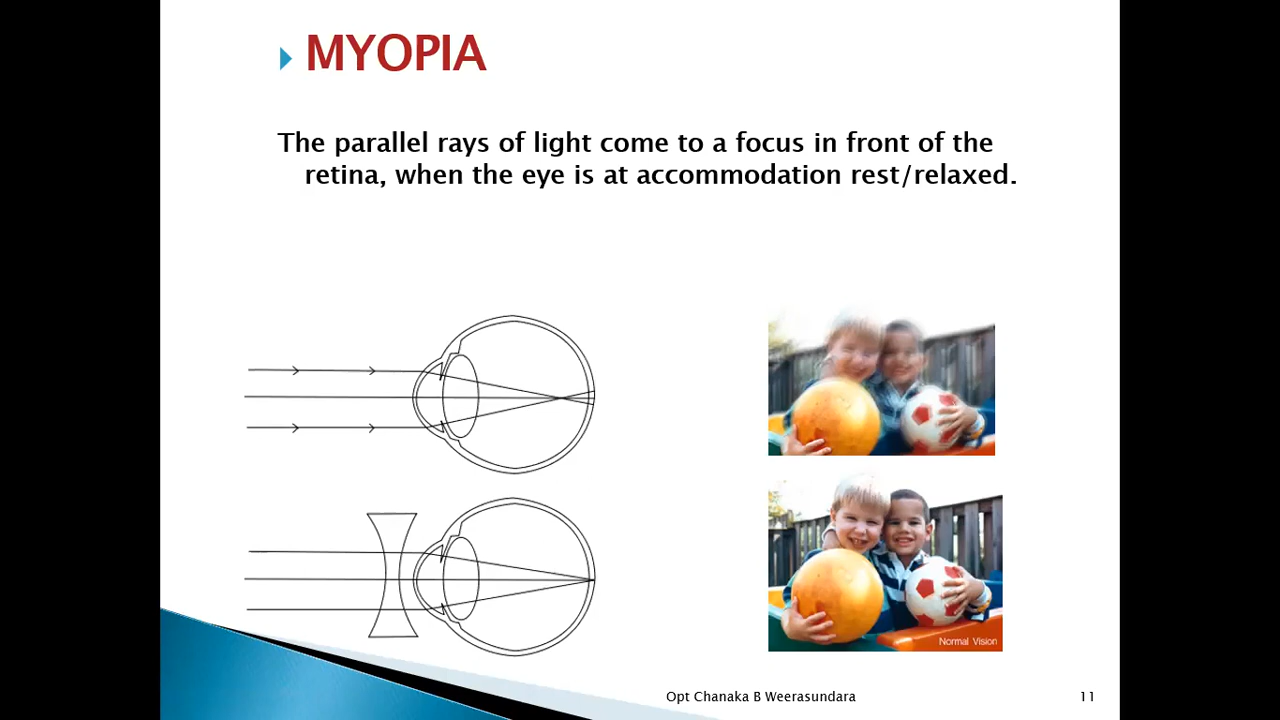 MYOPIA
The parallel rays of light come to a focus in front of the
retina, when the eye is at accommodation rest/relaxed.
Normal Vision
Opt Chanaka B Weerasundara
11